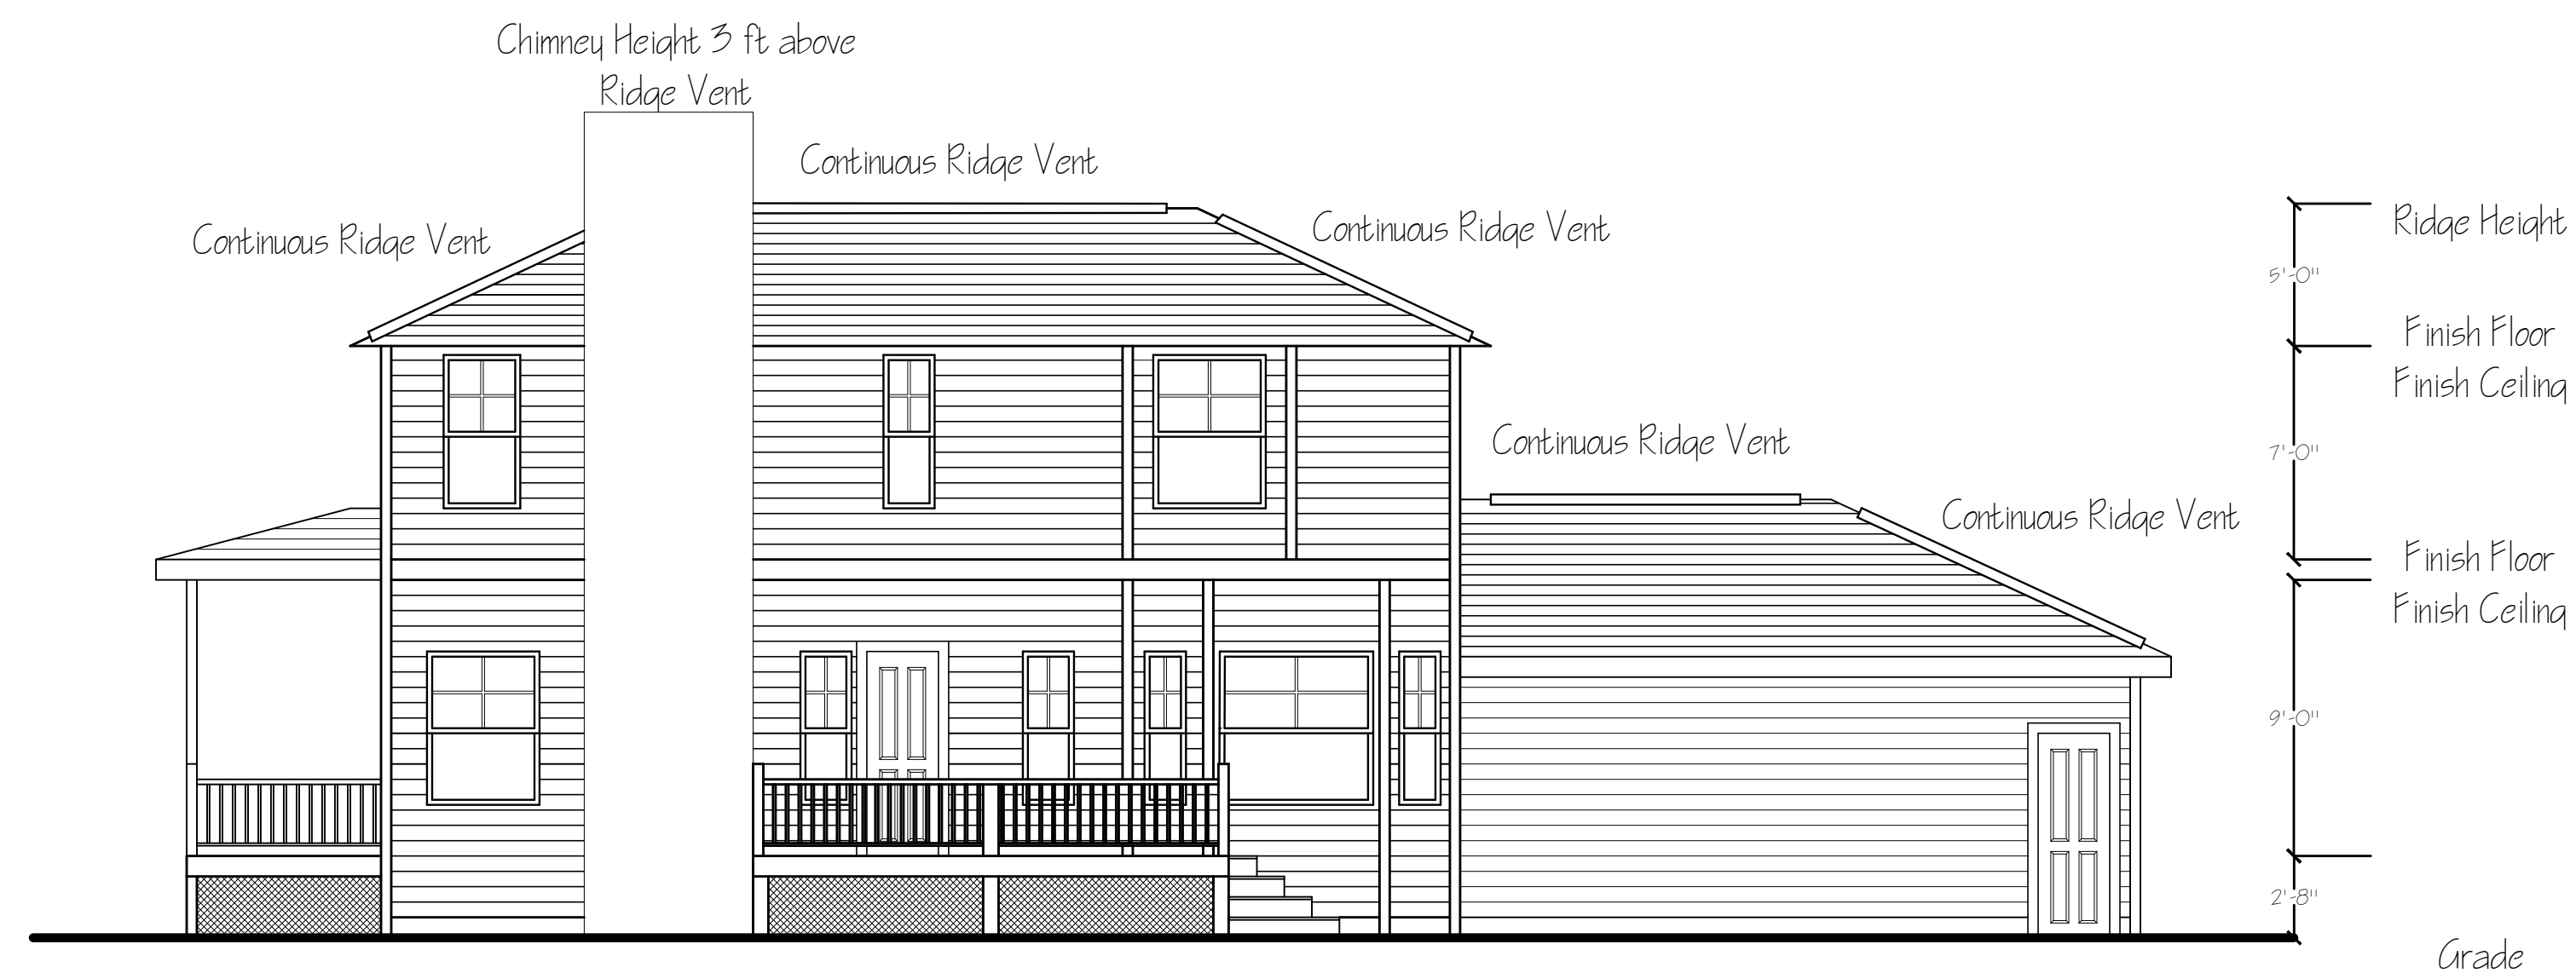 Chimney Height 3 ft above
Ridge Vent
Continuous Ridge Vent
Continuous Ridge Vent
Continuous Ridge Vent
Continuous Ridge Vent
Continuous Ridge Vent
Ridge Height
5'-0"
Finish Floor
Finish Ceiling
7'-0"
Finish Floor
Finish Ceiling
9'-0"
2'-8"
Grade